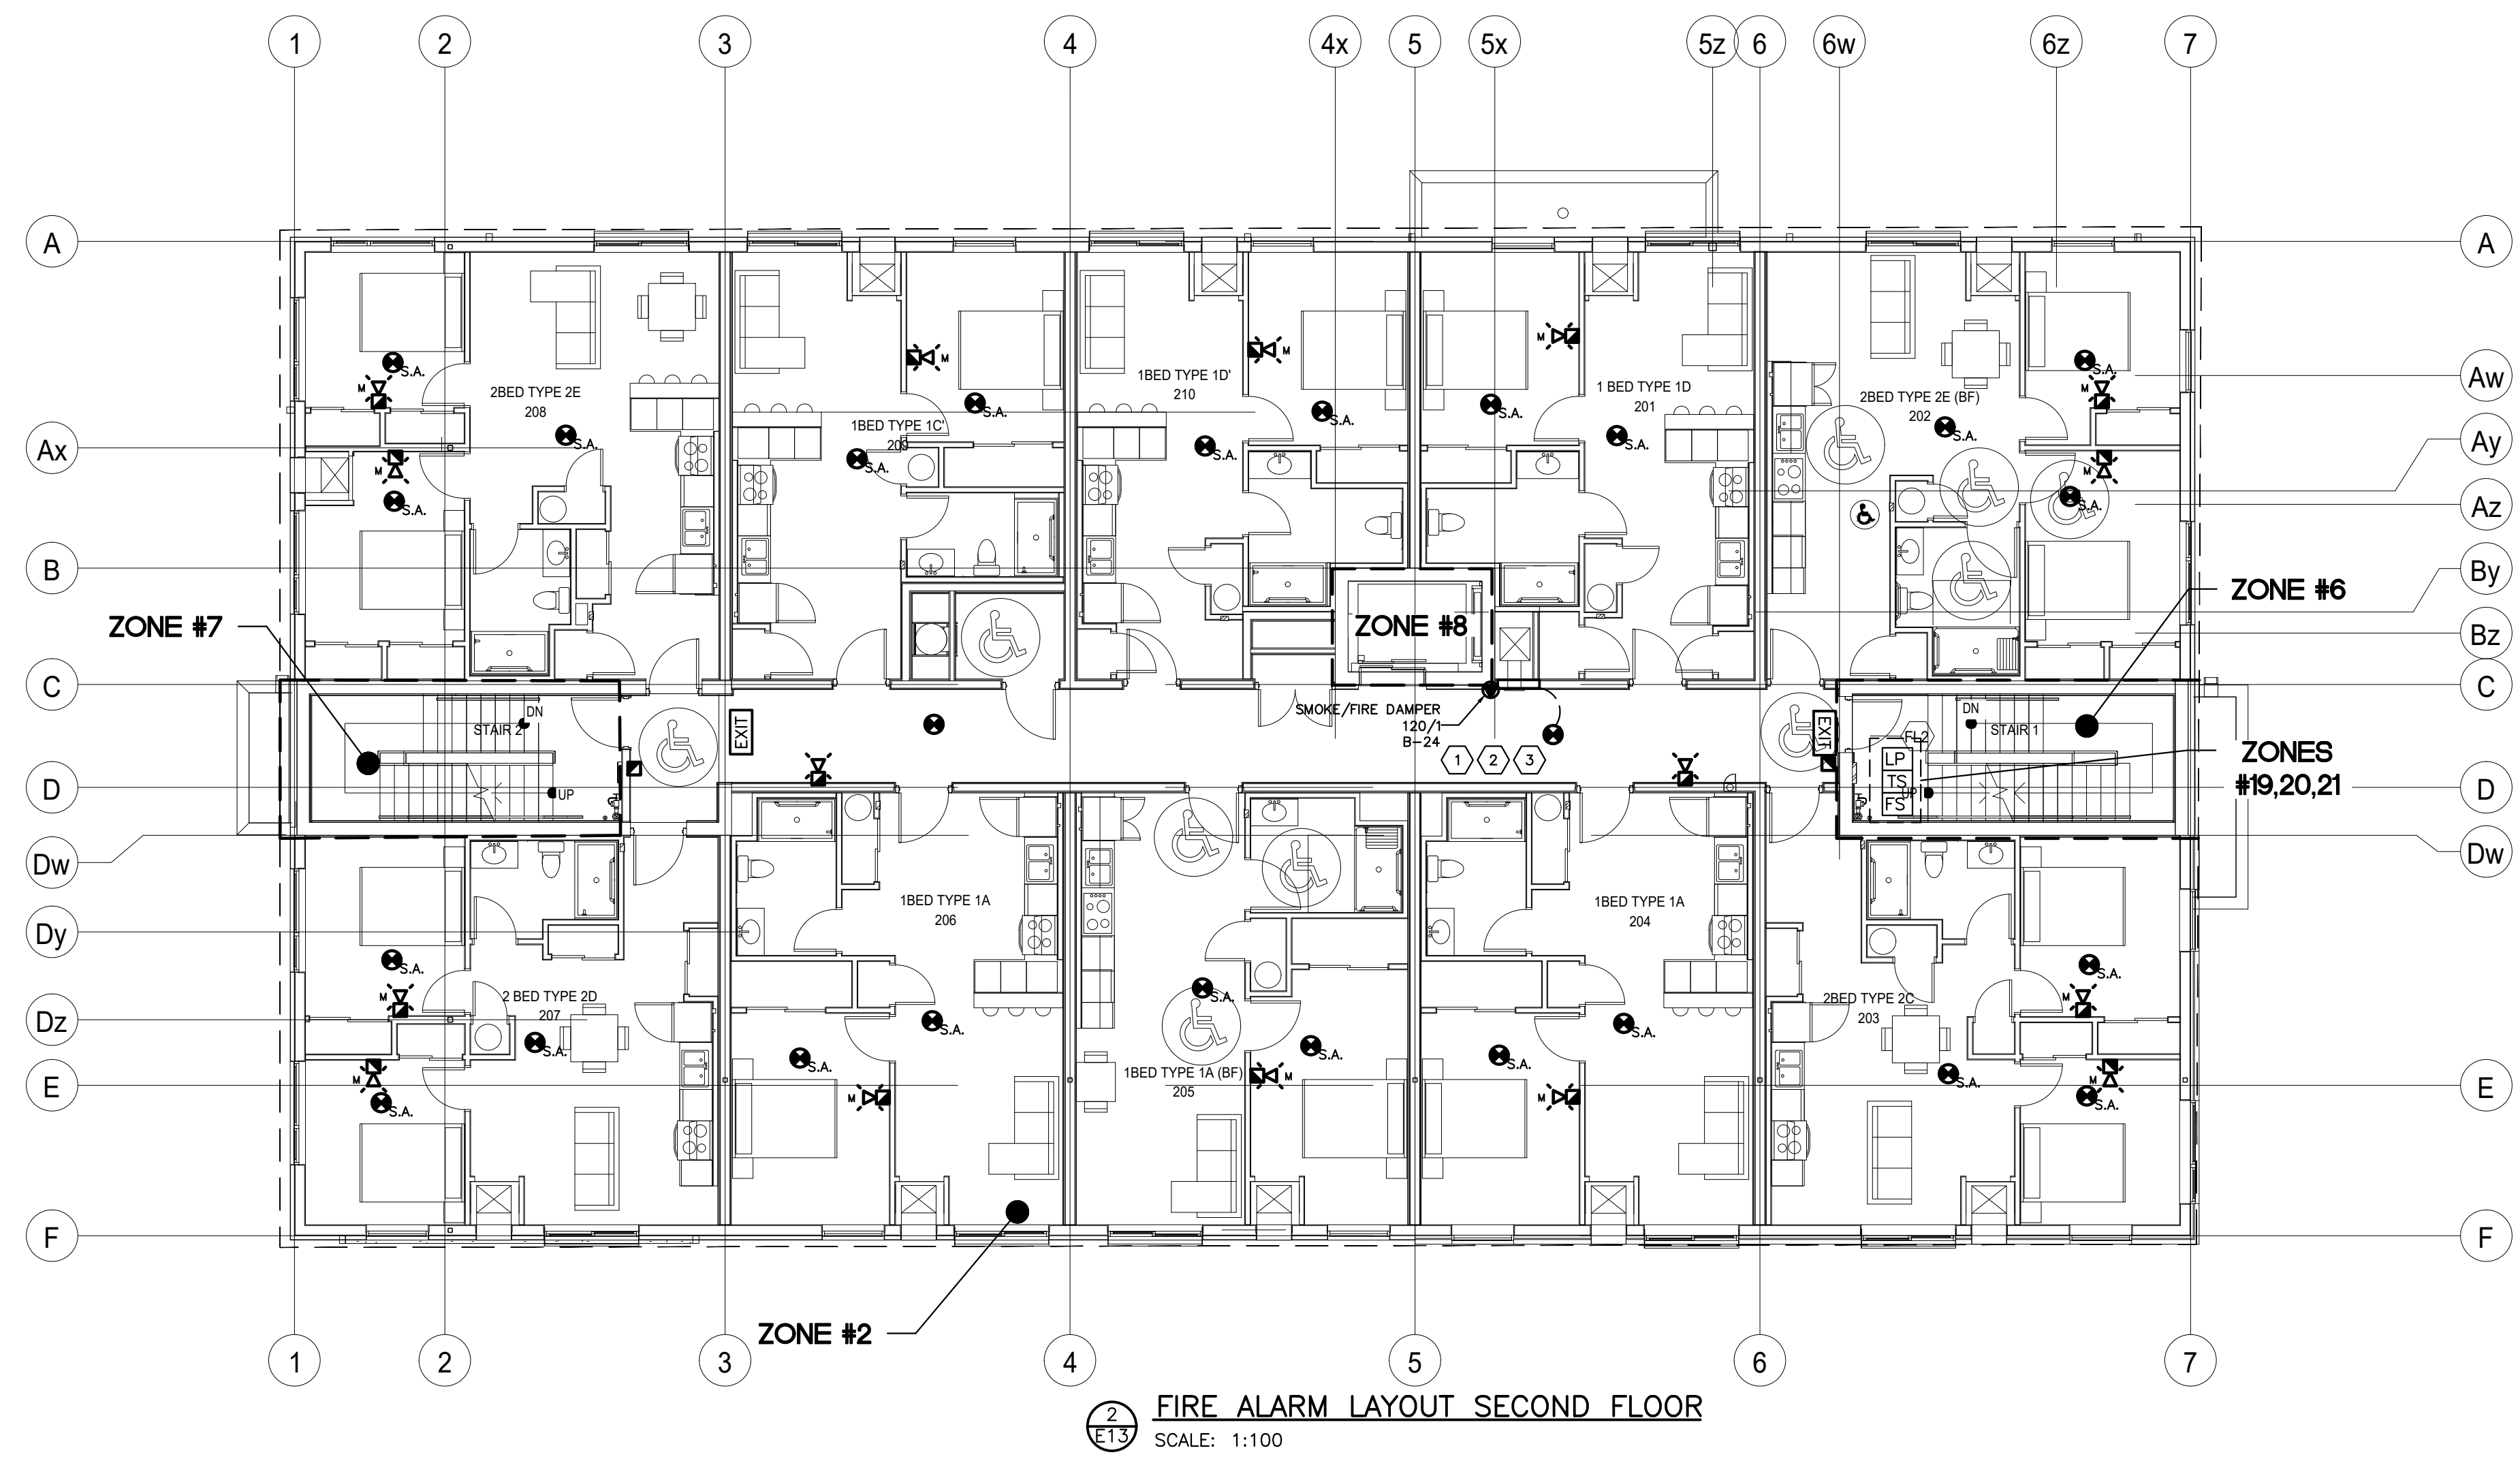 1 2 3 4 4x 5 5x 5z 6 6w 6z 7
A A
Aw
M
S.A.
M
M
M
S.A.
M
2BED TYPE 2E
208
1BED TYPE 1D'
210
1 BED TYPE 1D
201
2BED TYPE 2E (BF)
202
S.A.
S.A.
S.A.
1BED TYPE 1C'
209
S.A.
S.A.
S.A.
S.A.
Ax
Ay
M
S.A.
S.A.
M
S.A.
Az
B
By
ZONE #7
ZONE #8
ZONE #6
Bz
C C
SMOKE/FIRE DAMPER
120/1
B-24
1 2 3
STAIR 2
DN
UP
EXIT
EXIT
DN
STAIR 1
FL2
LP
TS
FS
UP
ZONES
#19,20,21
D D
Dw Dw
1BED TYPE 1A
206
1BED TYPE 1A
204
Dy
S.A.
M
S.A.
M
2 BED TYPE 2D
207
S.A.
S.A.
S.A.
2BED TYPE 2C
203
Dz
S.A.
S.A.
S.A.
S.A.
1BED TYPE 1A (BF)
205
M
M
M
M
M
S.A.
S.A.
E E
F F
ZONE #2
1 2 3 4 5 6 7
2
E13
FIRE ALARM LAYOUT SECOND FLOOR
SCALE: 1:100